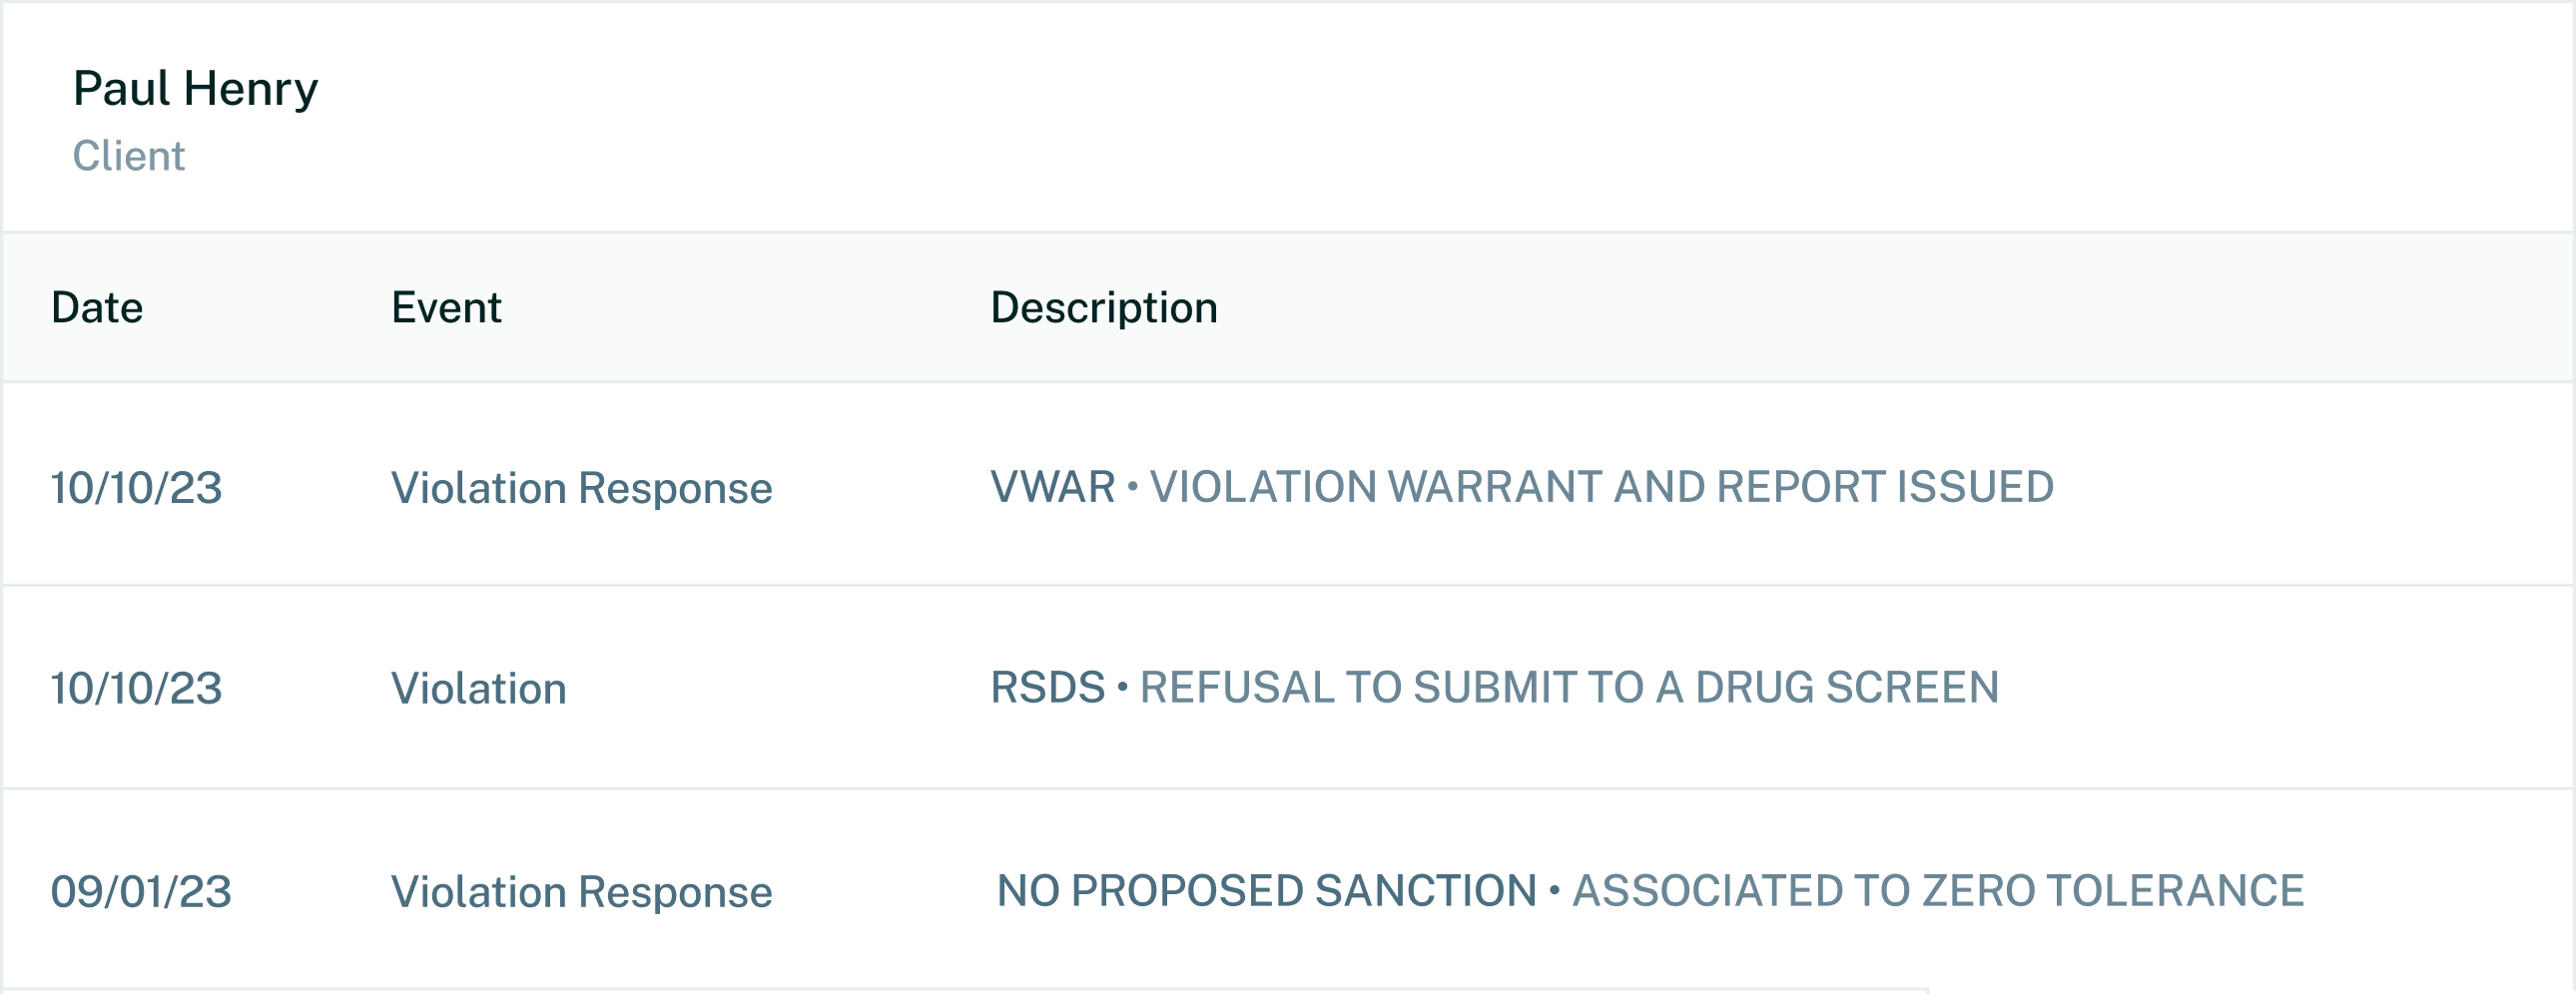 Paul Henry
Client
Date Event Description
10/10/23 Violation Response VWAR • VIOLATION WARRANT AND REPORT ISSUED
10/10/23 Violation RSDS • REFUSAL TO SUBMIT TO A DRUG SCREEN
09/01/23 Violation Response NO PROPOSED SANCTION • ASSOCIATED TO ZERO TOLERANCE